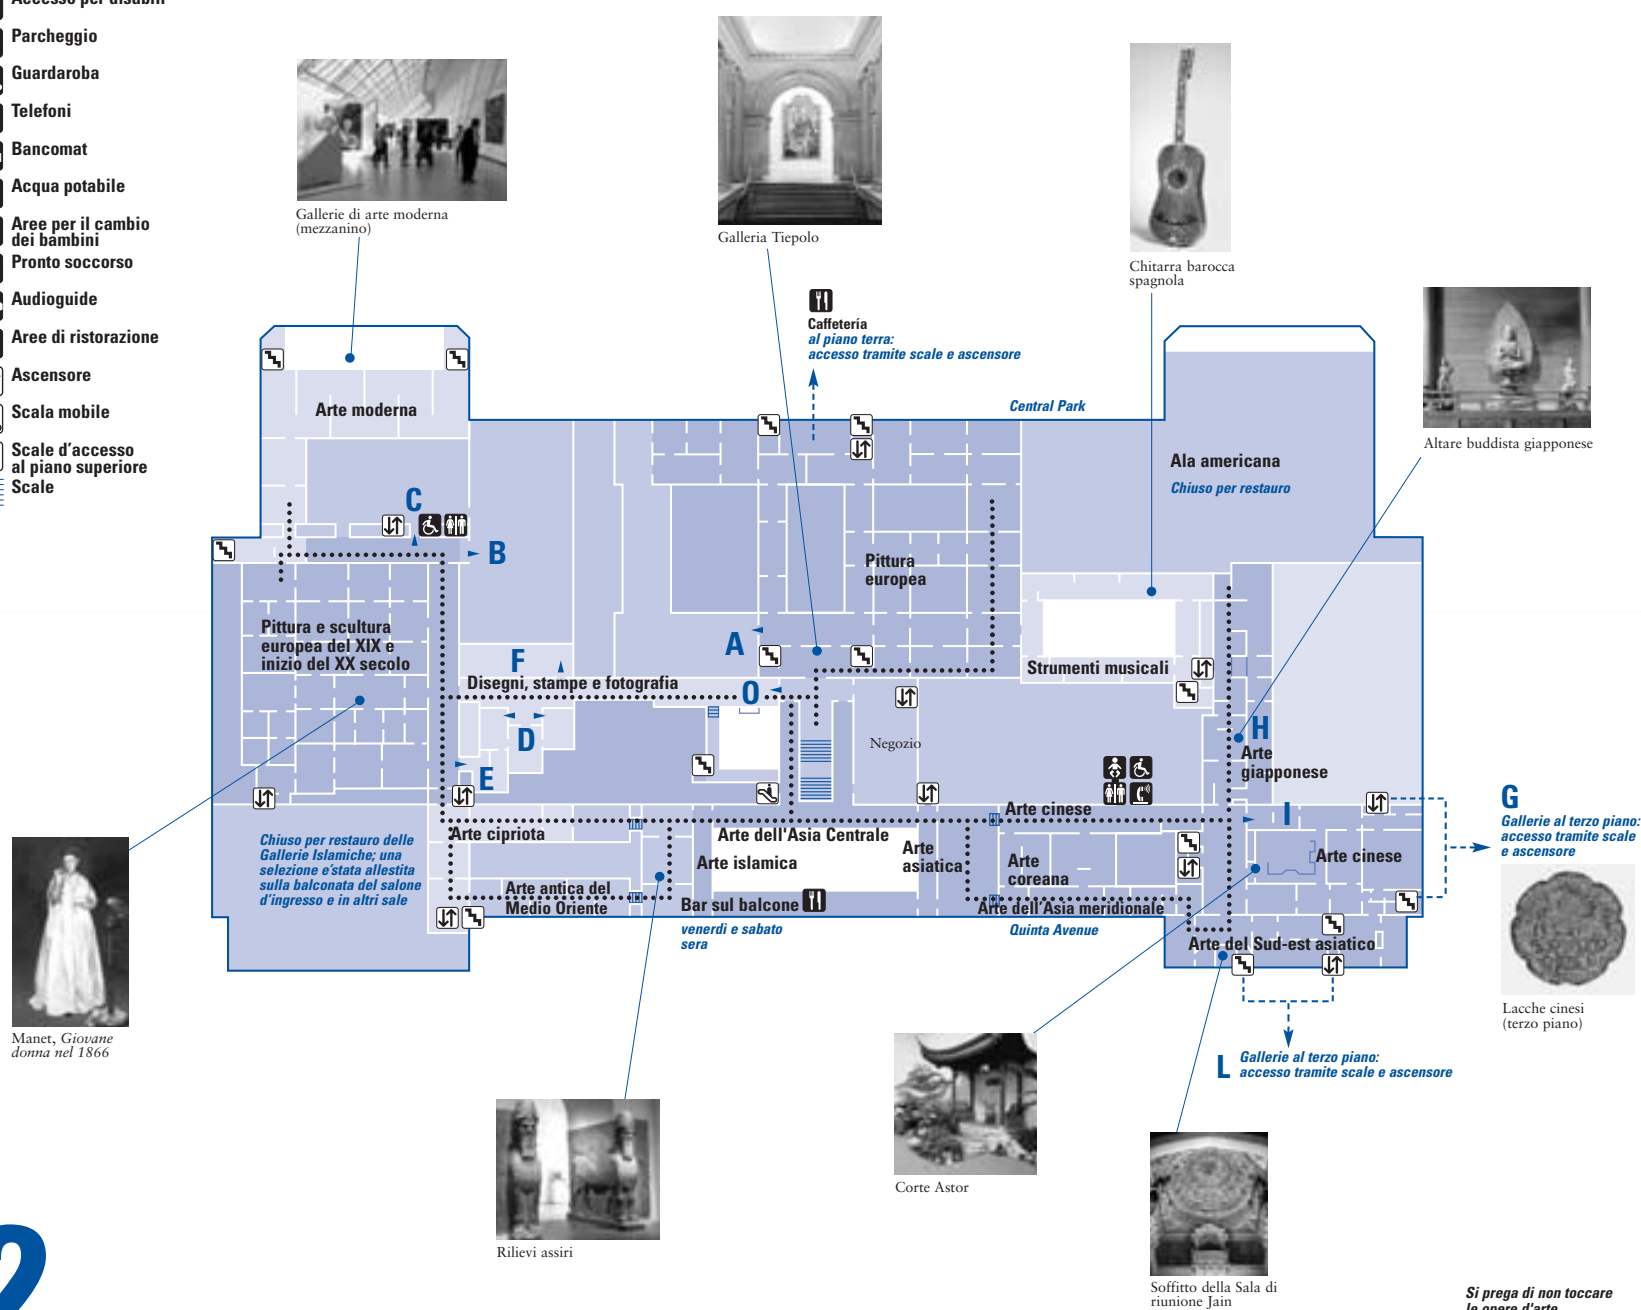 Accesso per disabili
Parcheggio
Guardaroba
Telefoni
Bancomat
Acqua potabile
Aree per il cambio
dei bambini
Pronto soccorso
Audioguide
Aree di ristorazione
Ascensore
Scala mobile
Scale d'accesso
al piano superiore
Scale
Gallerie di arte moderna
(mezzanino)
Galleria Tiepolo
Chitarra barocca
spagnola
Altare buddista giapponese
Caffetería
al piano terra:
accesso tramite scale e ascensore
Central Park
Arte moderna
Ala americana
Chiuso per restauro
C
B
Pittura
europea
Pittura e scultura
europea del XIX e
inizio del XX secolo
A
F
Disegni, stampe e fotografia
O
Strumenti musicali
D
E
Negozio
H
Arte
giapponese
I
G
Gallerie al terzo piano:
accesso tramite scale
e ascensore
Arte cinese
Arte cipriota
Arte dell'Asia Centrale
Arte islamica
Arte
asiatica
Arte
coreana
Arte cinese
Chiuso per restauro delle
Gallerie Islamiche; una
selezione e'stata allestita
sulla balconata del salone
d'ingresso e in altri sale
Arte antica del
Medio Oriente
Bar sul balcone
venerdì e sabato
sera
Arte dell'Asia meridionale
Quinta Avenue
Arte del Sud-est asiatico
Lacche cinesi
(terzo piano)
Manet, Giovane
donna nel 1866
L
Gallerie al terzo piano:
accesso tramite scale e ascensore
Corte Astor
Rilievi assiri
Soffitto della Sala di
riunione Jain
2
Si prega di non toccare
le opere d'arte